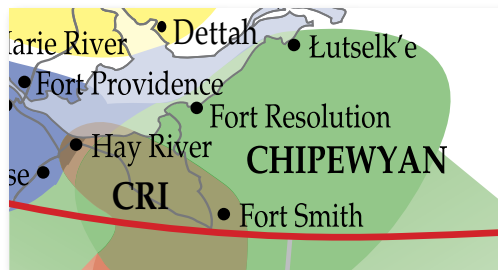 Dettah
Łutselk’e
Marie River
Fort Providence
Fort Resolution
Hay River
CHIPEWYAN
CRI
Fort Smith